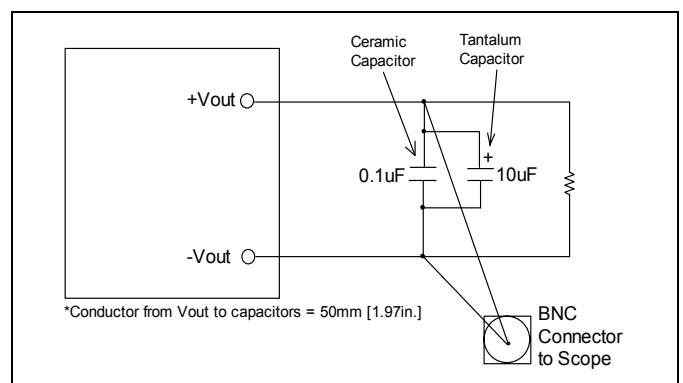 Ceramic
Capacitor
Tantalum
Capacitor
+Vout
+
0.1uF
10uF
-Vout
*Conductor from Vout to capacitors = 50mm [1.97in.]
BNC
Connector
to Scope